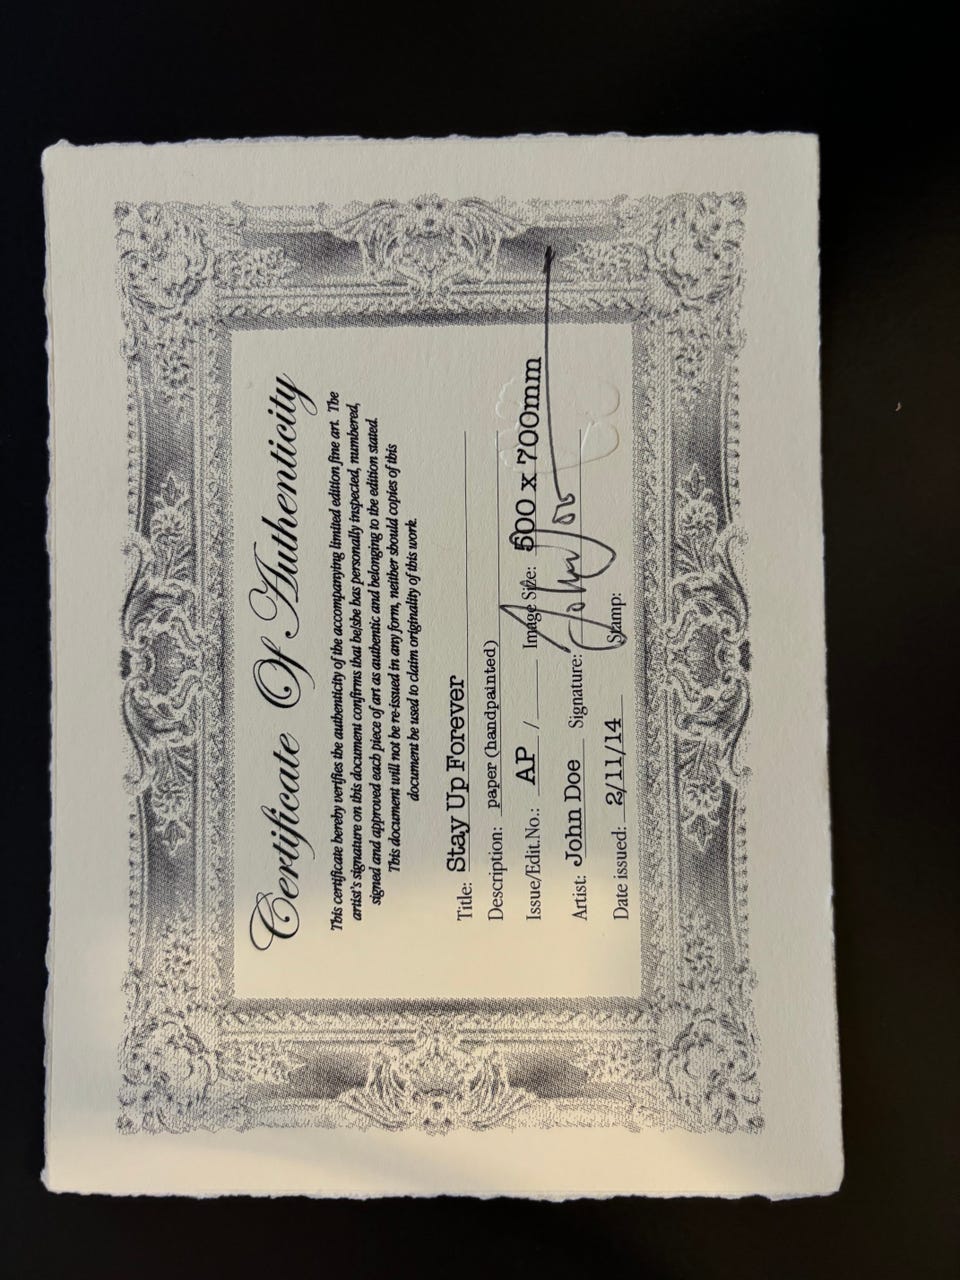 Certificate Of Authenticity
This certificate hereby verifies the authenticity of the accompanying limited edition fine art. The
artist's signature on this document confirms that he/she has personally inspected, numbered,
signed and approved each piece of art as authentic and belonging to the edition stated.
This document will not be re-issued in any form, neither should copies of this
document be used to claim originality of this work.
Title: Stay Up Forever
Description: paper (handpainted)
Issue/Edit.No.: AP / Image Size: 500 x 700mm
Artist: John Doe Signature: John Doe
Date issued: 2/11/14 Stamp: